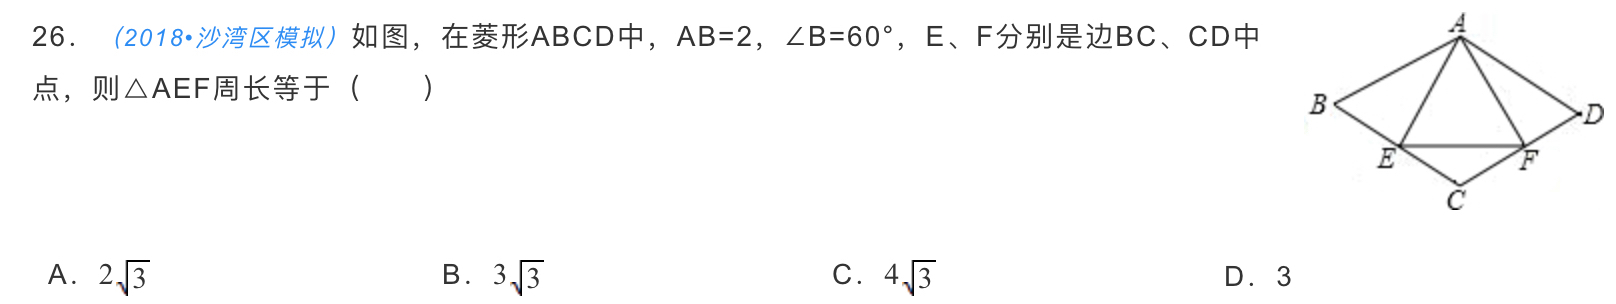 26. （2018•沙湾区模拟）如图，在菱形ABCD中，AB=2，∠B=60°，E、F分别是边BC、CD中
点，则△AEF周长等于（　　）
A
B
D
E
F
C
A. 2√3
B. 3√3
C. 4√3
D. 3